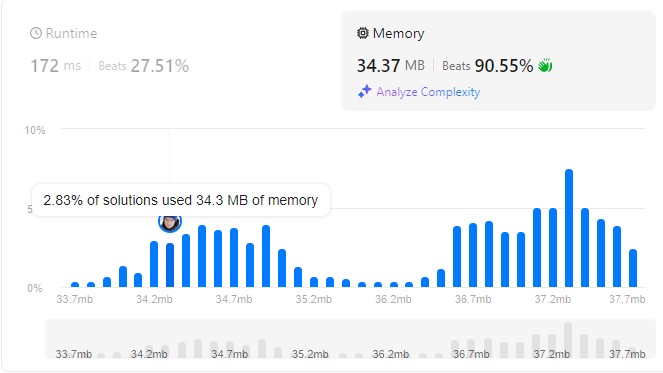 Runtime
172 ms | Beats 27.51%
Memory
34.37 MB | Beats 90.55%
Analyze Complexity
10%
5%
0%
2.83% of solutions used 34.3 MB of memory
33.7mb 34.2mb 34.7mb 35.2mb 36.2mb 36.7mb 37.2mb 37.7mb
33.7mb 34.2mb 34.7mb 35.2mb 36.2mb 36.7mb 37.2mb 37.7mb